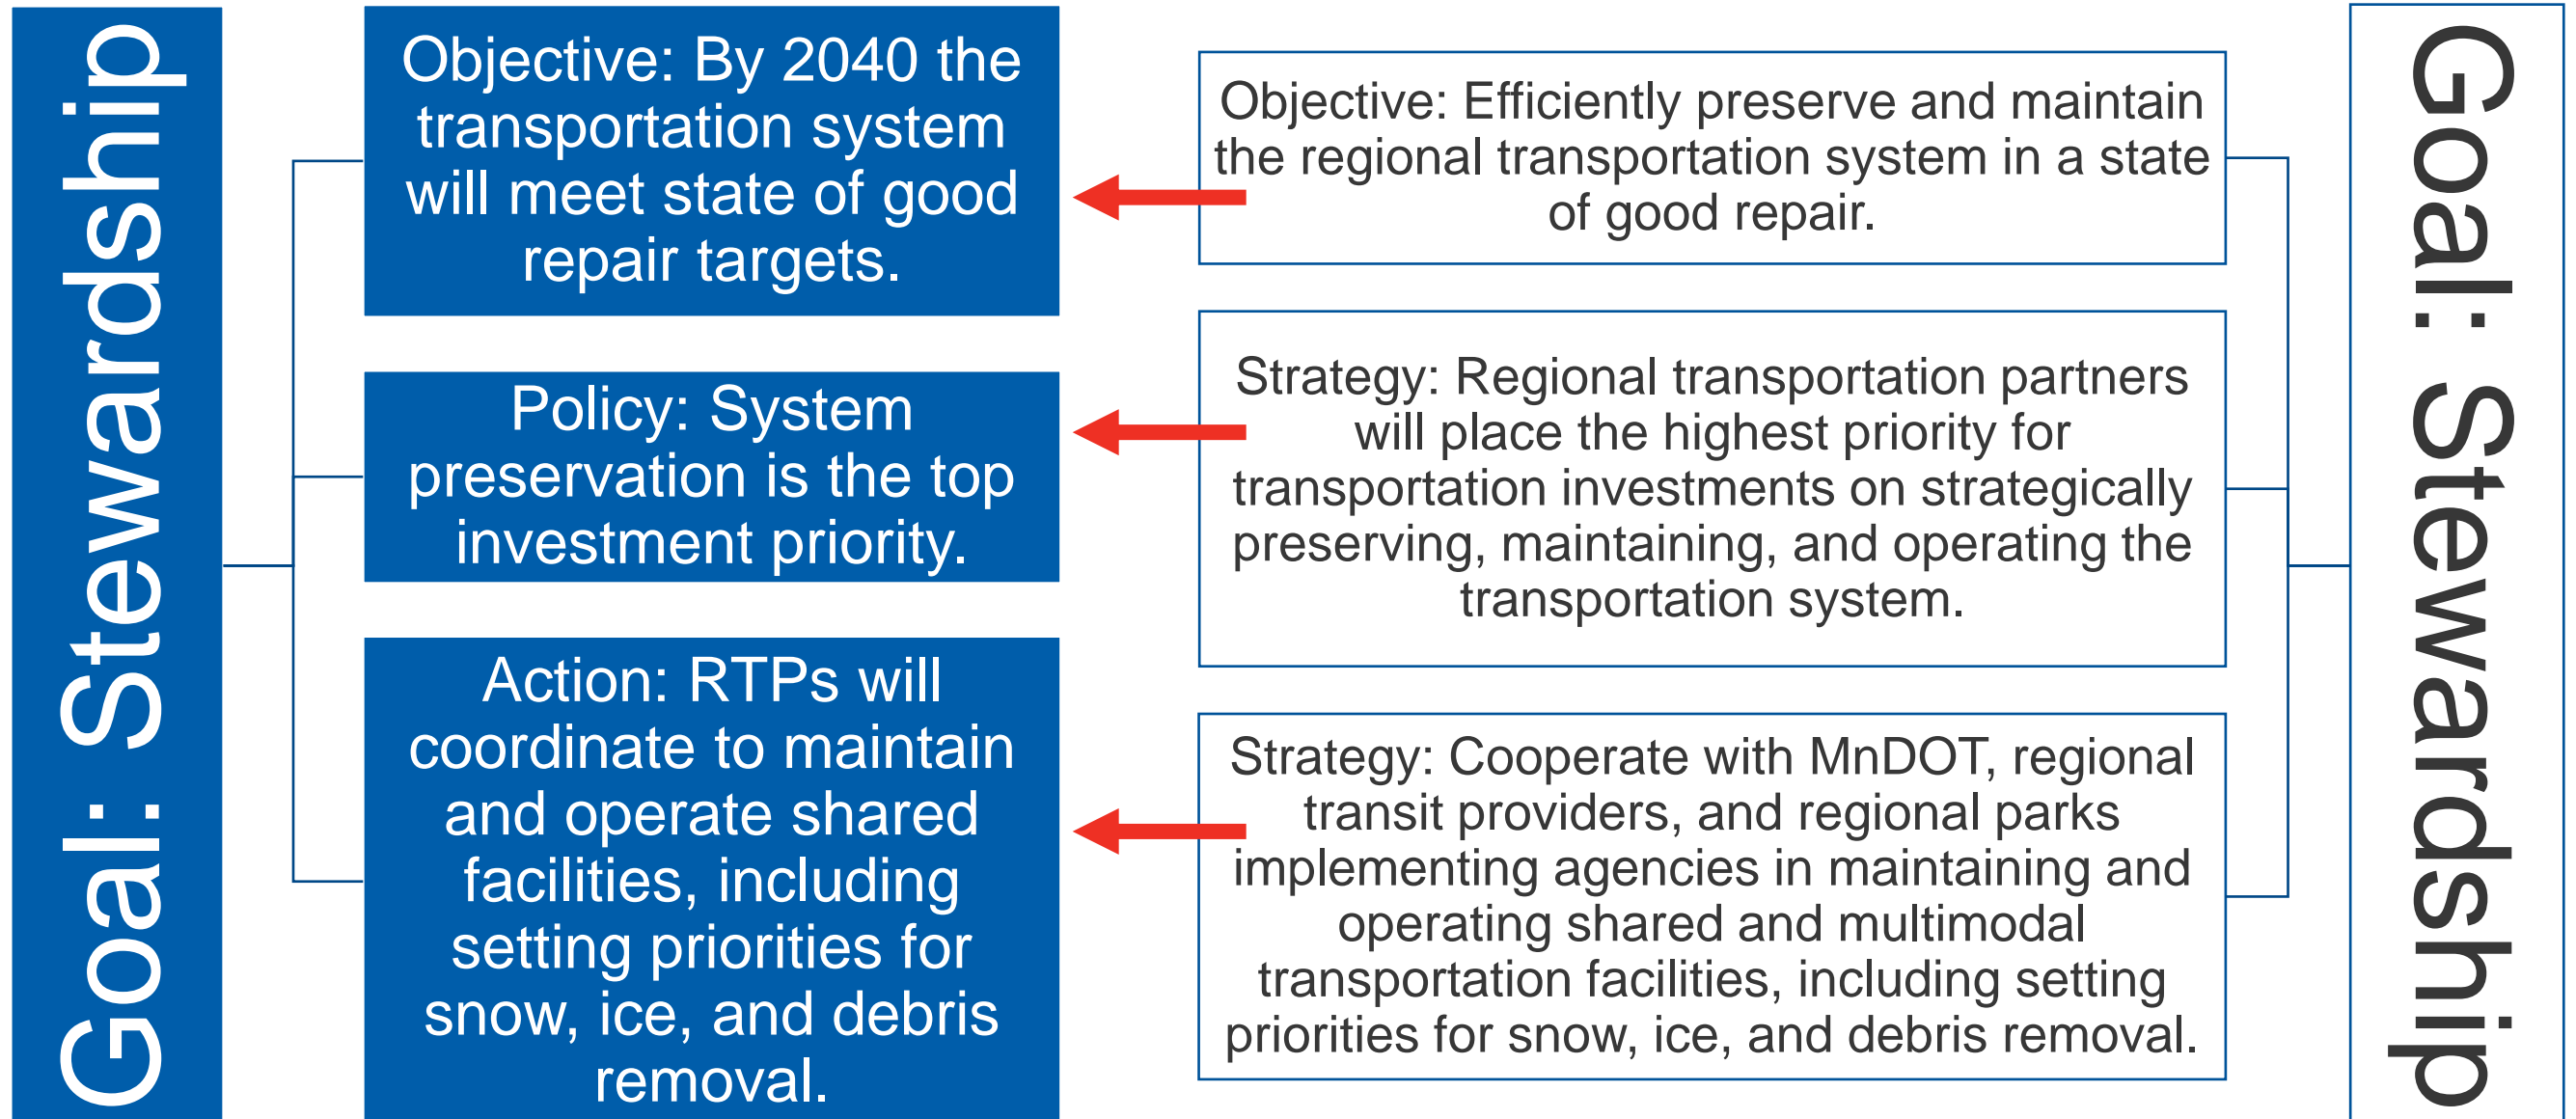 Goal: Stewardship
Objective: By 2040 the
transportation system
will meet state of good
repair targets.
Policy: System
preservation is the top
investment priority.
Action: RTPs will
coordinate to maintain
and operate shared
facilities, including
setting priorities for
snow, ice, and debris
removal.
Objective: Efficiently preserve and maintain
the regional transportation system in a state
of good repair.
Strategy: Regional transportation partners
will place the highest priority for
transportation investments on strategically
preserving, maintaining, and operating the
transportation system.
Strategy: Cooperate with MnDOT, regional
transit providers, and regional parks
implementing agencies in maintaining and
operating shared and multimodal
transportation facilities, including setting
priorities for snow, ice, and debris removal.
Goal: Stewardship